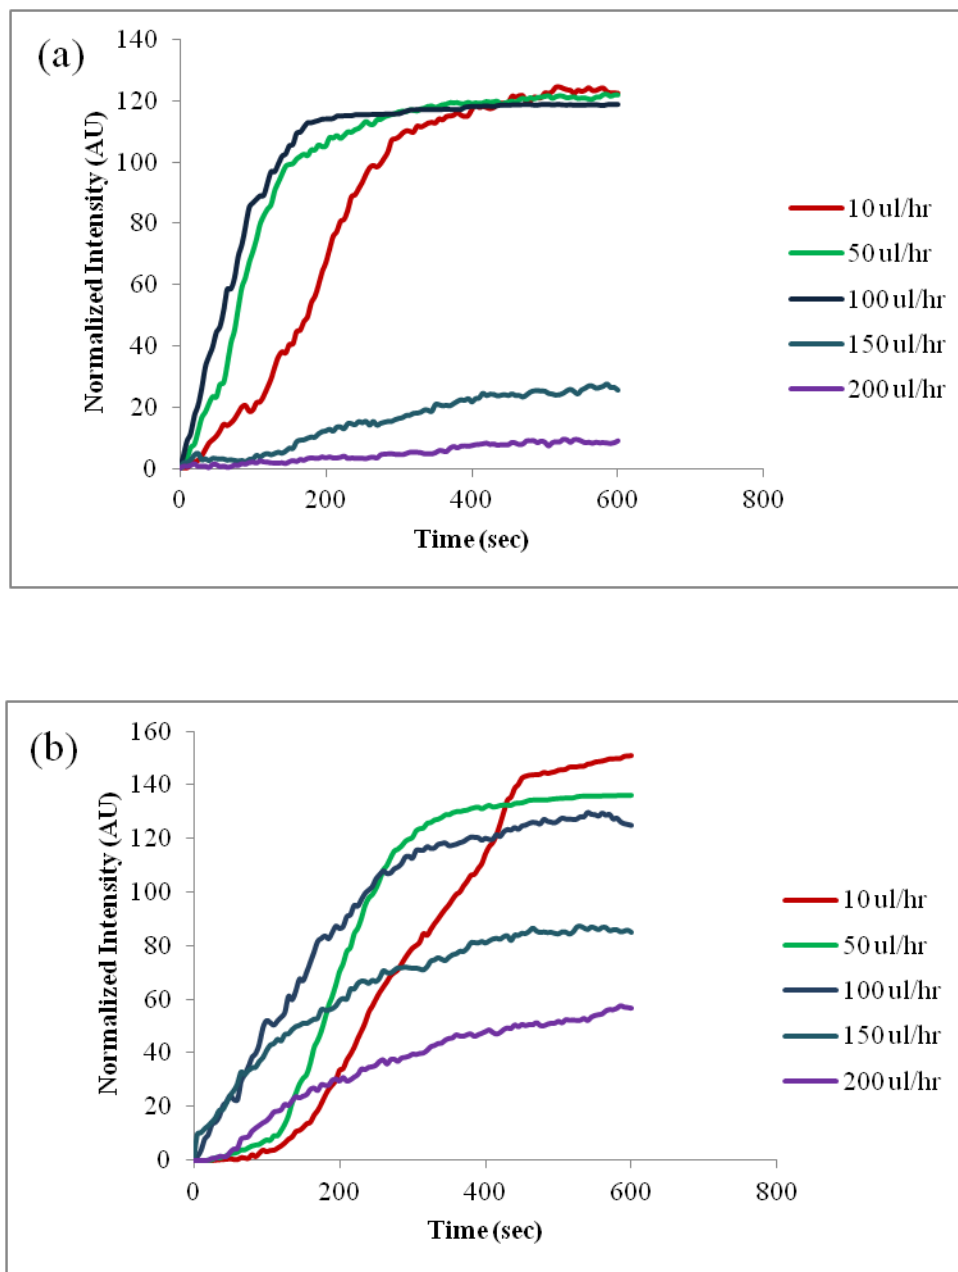 (a)
Normalized Intensity (AU)
140
120
100
80
60
40
20
0
0 200 400 600 800
Time (sec)
10 ul/hr
50 ul/hr
100 ul/hr
150 ul/hr
200 ul/hr
(b)
Normalized Intensity (AU)
160
140
120
100
80
60
40
20
0
0 200 400 600 800
Time (sec)
10 ul/hr
50 ul/hr
100 ul/hr
150 ul/hr
200 ul/hr